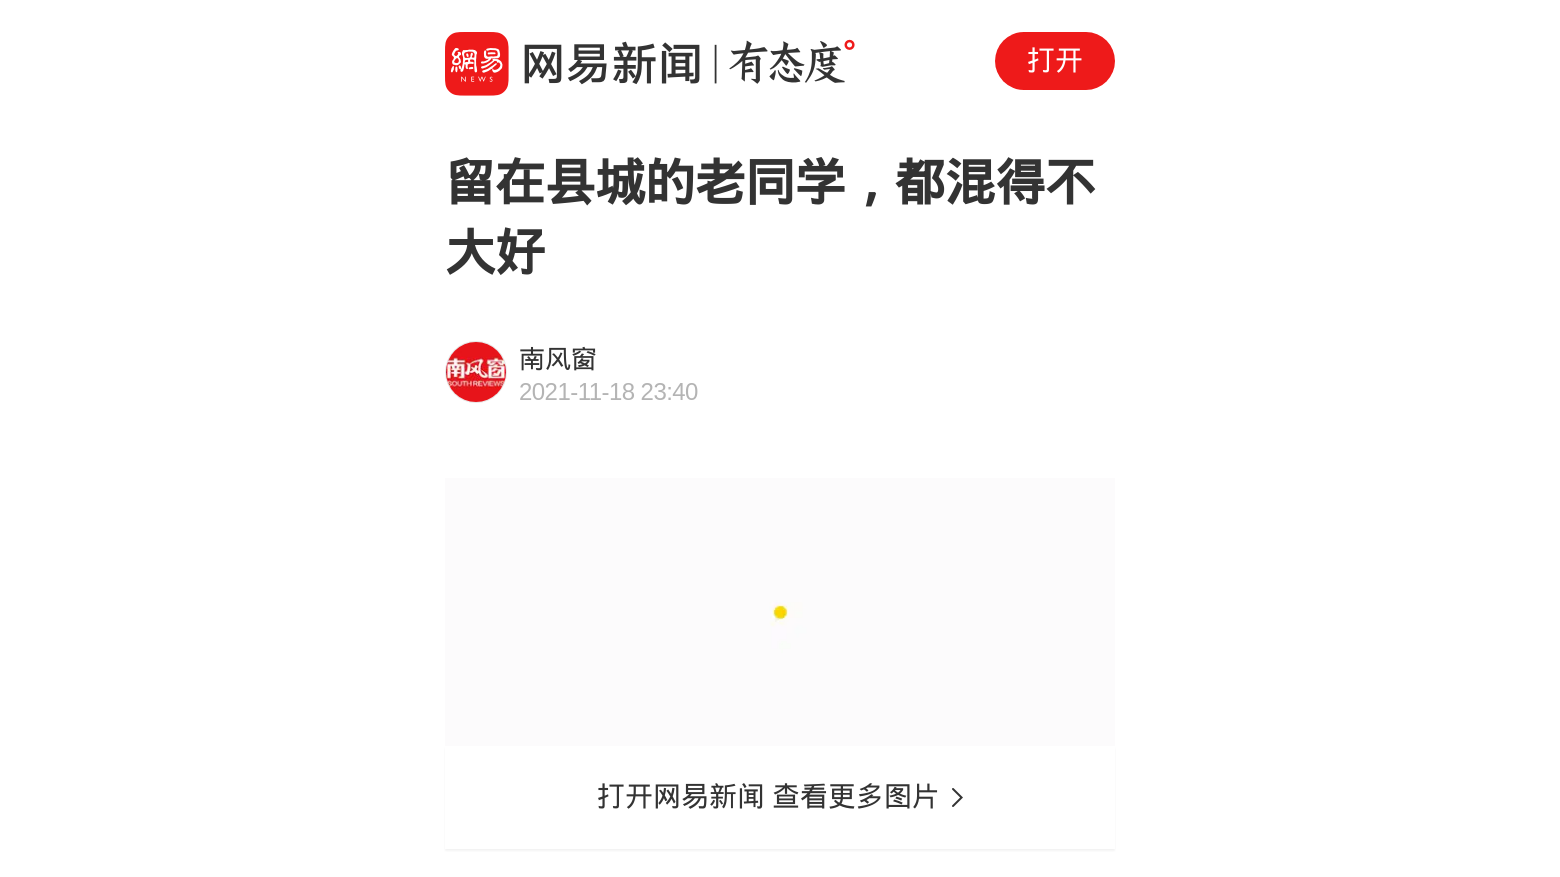 網易
NEWS
网易新闻 有态度
打开
留在县城的老同学，都混得不
大好
南风窗
SOUTH REVIEWS
南风窗
2021-11-18 23:40
打开网易新闻 查看更多图片